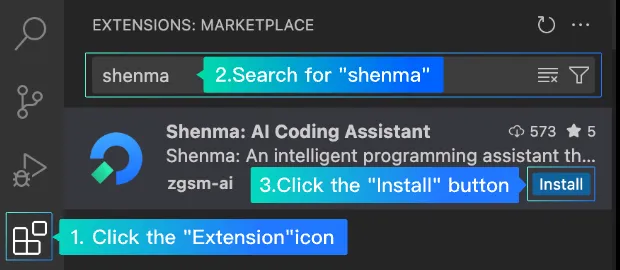 EXTENSIONS: MARKETPLACE
shenma
2.Search for "shenma"
Shenma: AI Coding Assistant
573
5
Shenma: An intelligent programming assistant th...
zgsm-ai
3.Click the "Install" button
Install
1. Click the "Extension"icon